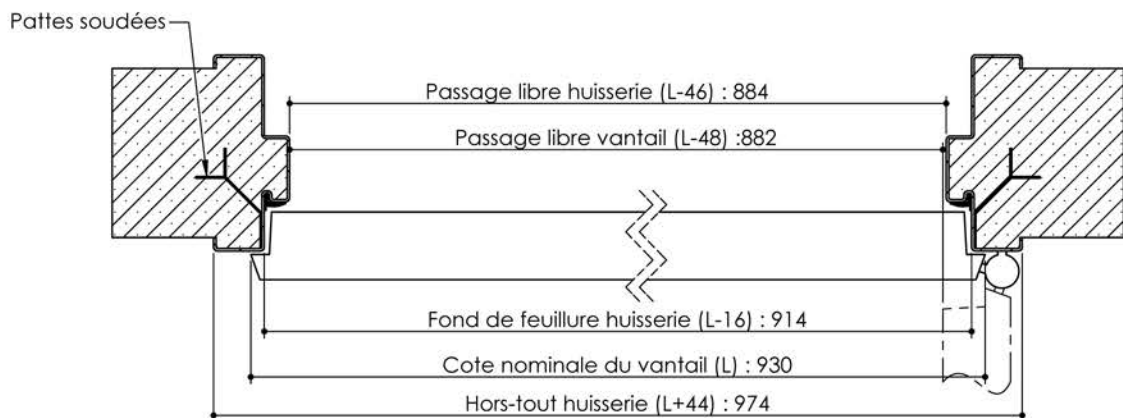 Pattes soudées
Passage libre huisserie (L-46) : 884
Passage libre vantail (L-48) :882
Fond de feuillure huisserie (L-16) : 914
Cote nominale du vantail (L) : 930
Hors-tout huisserie (L+44) : 974